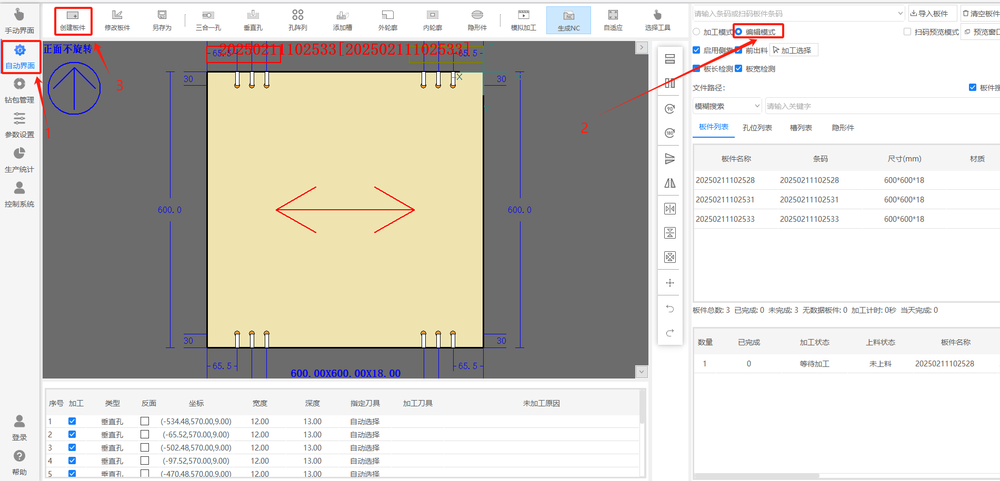 创建板件 修改板件 另存为 三合一孔 垂直孔 孔阵列 添加槽 外轮廓 内轮廓 隐形件 模拟加工 NC 生成NC 自适应 选择工具
手动界面
自动界面
钻包管理
参数设置
生产统计
控制系统
登录
帮助
1
2
3
正面不旋转
20250211102533[20250211102533]
65.5 65.5
30 30
X
600.0 600.0
30 30
65.5 65.5
600.00X600.00X18.00
90
180
请输入条码或扫码板件条码 导入板件 清空板件
加工模式 编辑模式 扫码预览模式 预览窗口
启用侧靠 前出料 加工选择
板长检测 板宽检测
文件路径: 板件搜
模糊搜索 请输入关键字
板件列表 孔位列表 槽列表 隐形件
板件名称 条码 尺寸(mm) 材质
20250211102528 20250211102528 600*600*18
20250211102531 20250211102531 600*600*18
20250211102533 20250211102533 600*600*18
板件总数: 3 已完成: 0 未完成: 3 无数据板件: 0 加工计时: 0秒 当天完成: 0
数量 已完成 加工状态 上料状态 板件名称
1 0 等待加工 未上料 20250211102528
序号 加工 类型 反面 坐标 宽度 深度 指定刀具 加工刀具 未加工原因
1 垂直孔 (-534.48,570.00,9.00) 12.00 13.00 自动选择
2 垂直孔 (-65.52,570.00,9.00) 12.00 13.00 自动选择
3 垂直孔 (-502.48,570.00,9.00) 12.00 13.00 自动选择
4 垂直孔 (-97.52,570.00,9.00) 12.00 13.00 自动选择
5 垂直孔 (-470.48,570.00,9.00) 12.00 13.00 自动选择